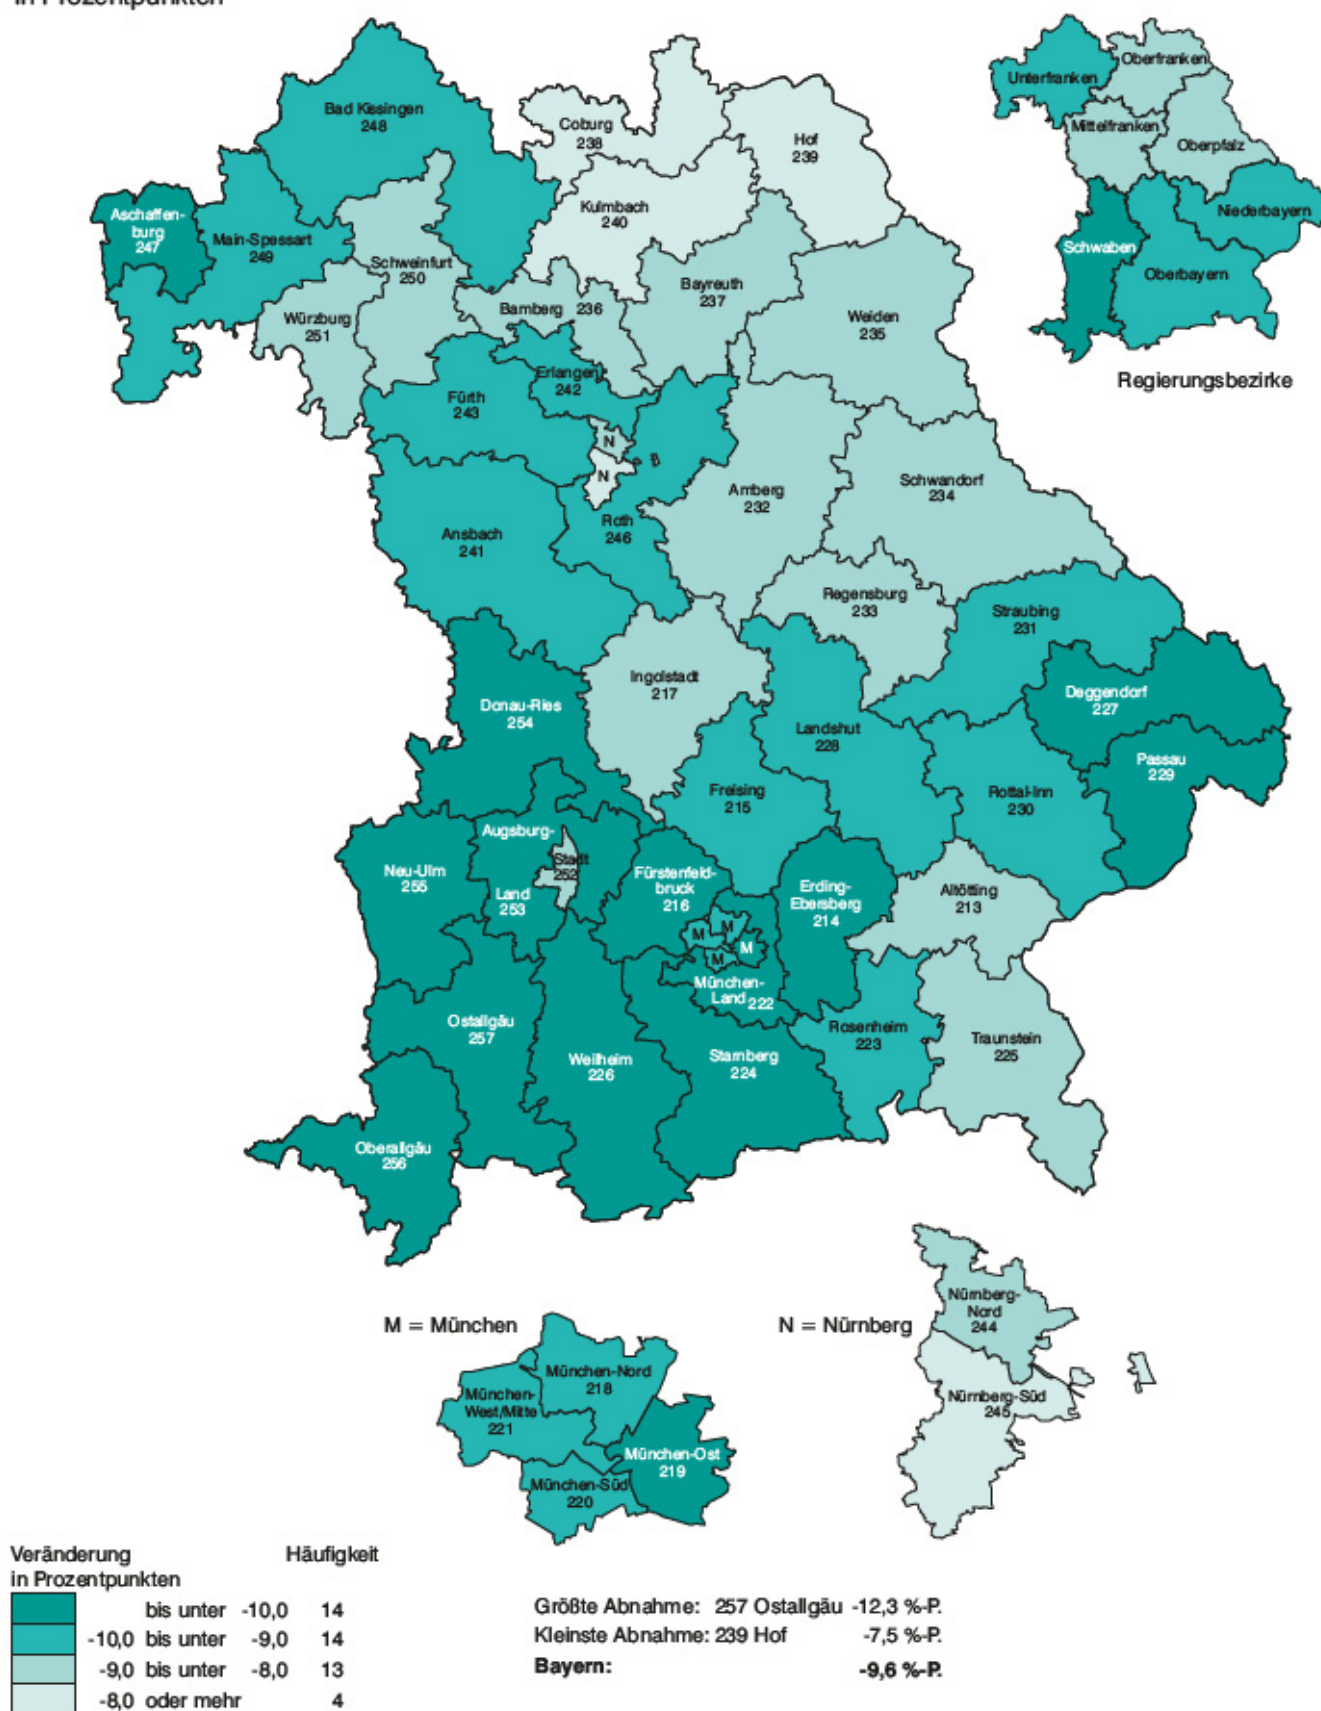 in Prozentpunkten
Bad Kissingen
248
Coburg
238
Hof
239
Aschaffen-
burg
247
Main-Spessart
249
Schweinfurt
250
Kulmbach
240
Würzburg
251
Bamberg 236
Bayreuth
237
Weiden
235
Erlangen
242
Fürth
243
N
N
Ansbach
241
Roth
246
Amberg
232
Schwandorf
234
Regensburg
233
Straubing
231
Ingolstadt
217
Donau-Ries
254
Landshut
228
Deggendorf
227
Passau
229
Freising
215
Rottal-Inn
230
Neu-Ulm
255
Augsburg-
Stadt
252
Land
253
Fürstenfeld-
bruck
216
Erding-
Ebersberg
214
Altötting
213
M
M
M
M
München-
Land 222
Ostallgäu
257
Weilheim
226
Starnberg
224
Rosenheim
223
Traunstein
225
Oberallgäu
256
Unterfranken
Oberfranken
Mittelfranken
Oberpfalz
Niederbayern
Schwaben
Oberbayern
Regierungsbezirke
M = München
München-Nord
218
München-
West/Mitte
221
München-Ost
219
München-Süd
220
N = Nürnberg
Nürnberg-
Nord
244
Nürnberg-Süd
245
Veränderung Häufigkeit
in Prozentpunkten
bis unter -10,0 14
-10,0 bis unter -9,0 14
-9,0 bis unter -8,0 13
-8,0 oder mehr 4
Größte Abnahme: 257 Ostallgäu -12,3 %-P.
Kleinste Abnahme: 239 Hof -7,5 %-P.
Bayern: -9,6 %-P.